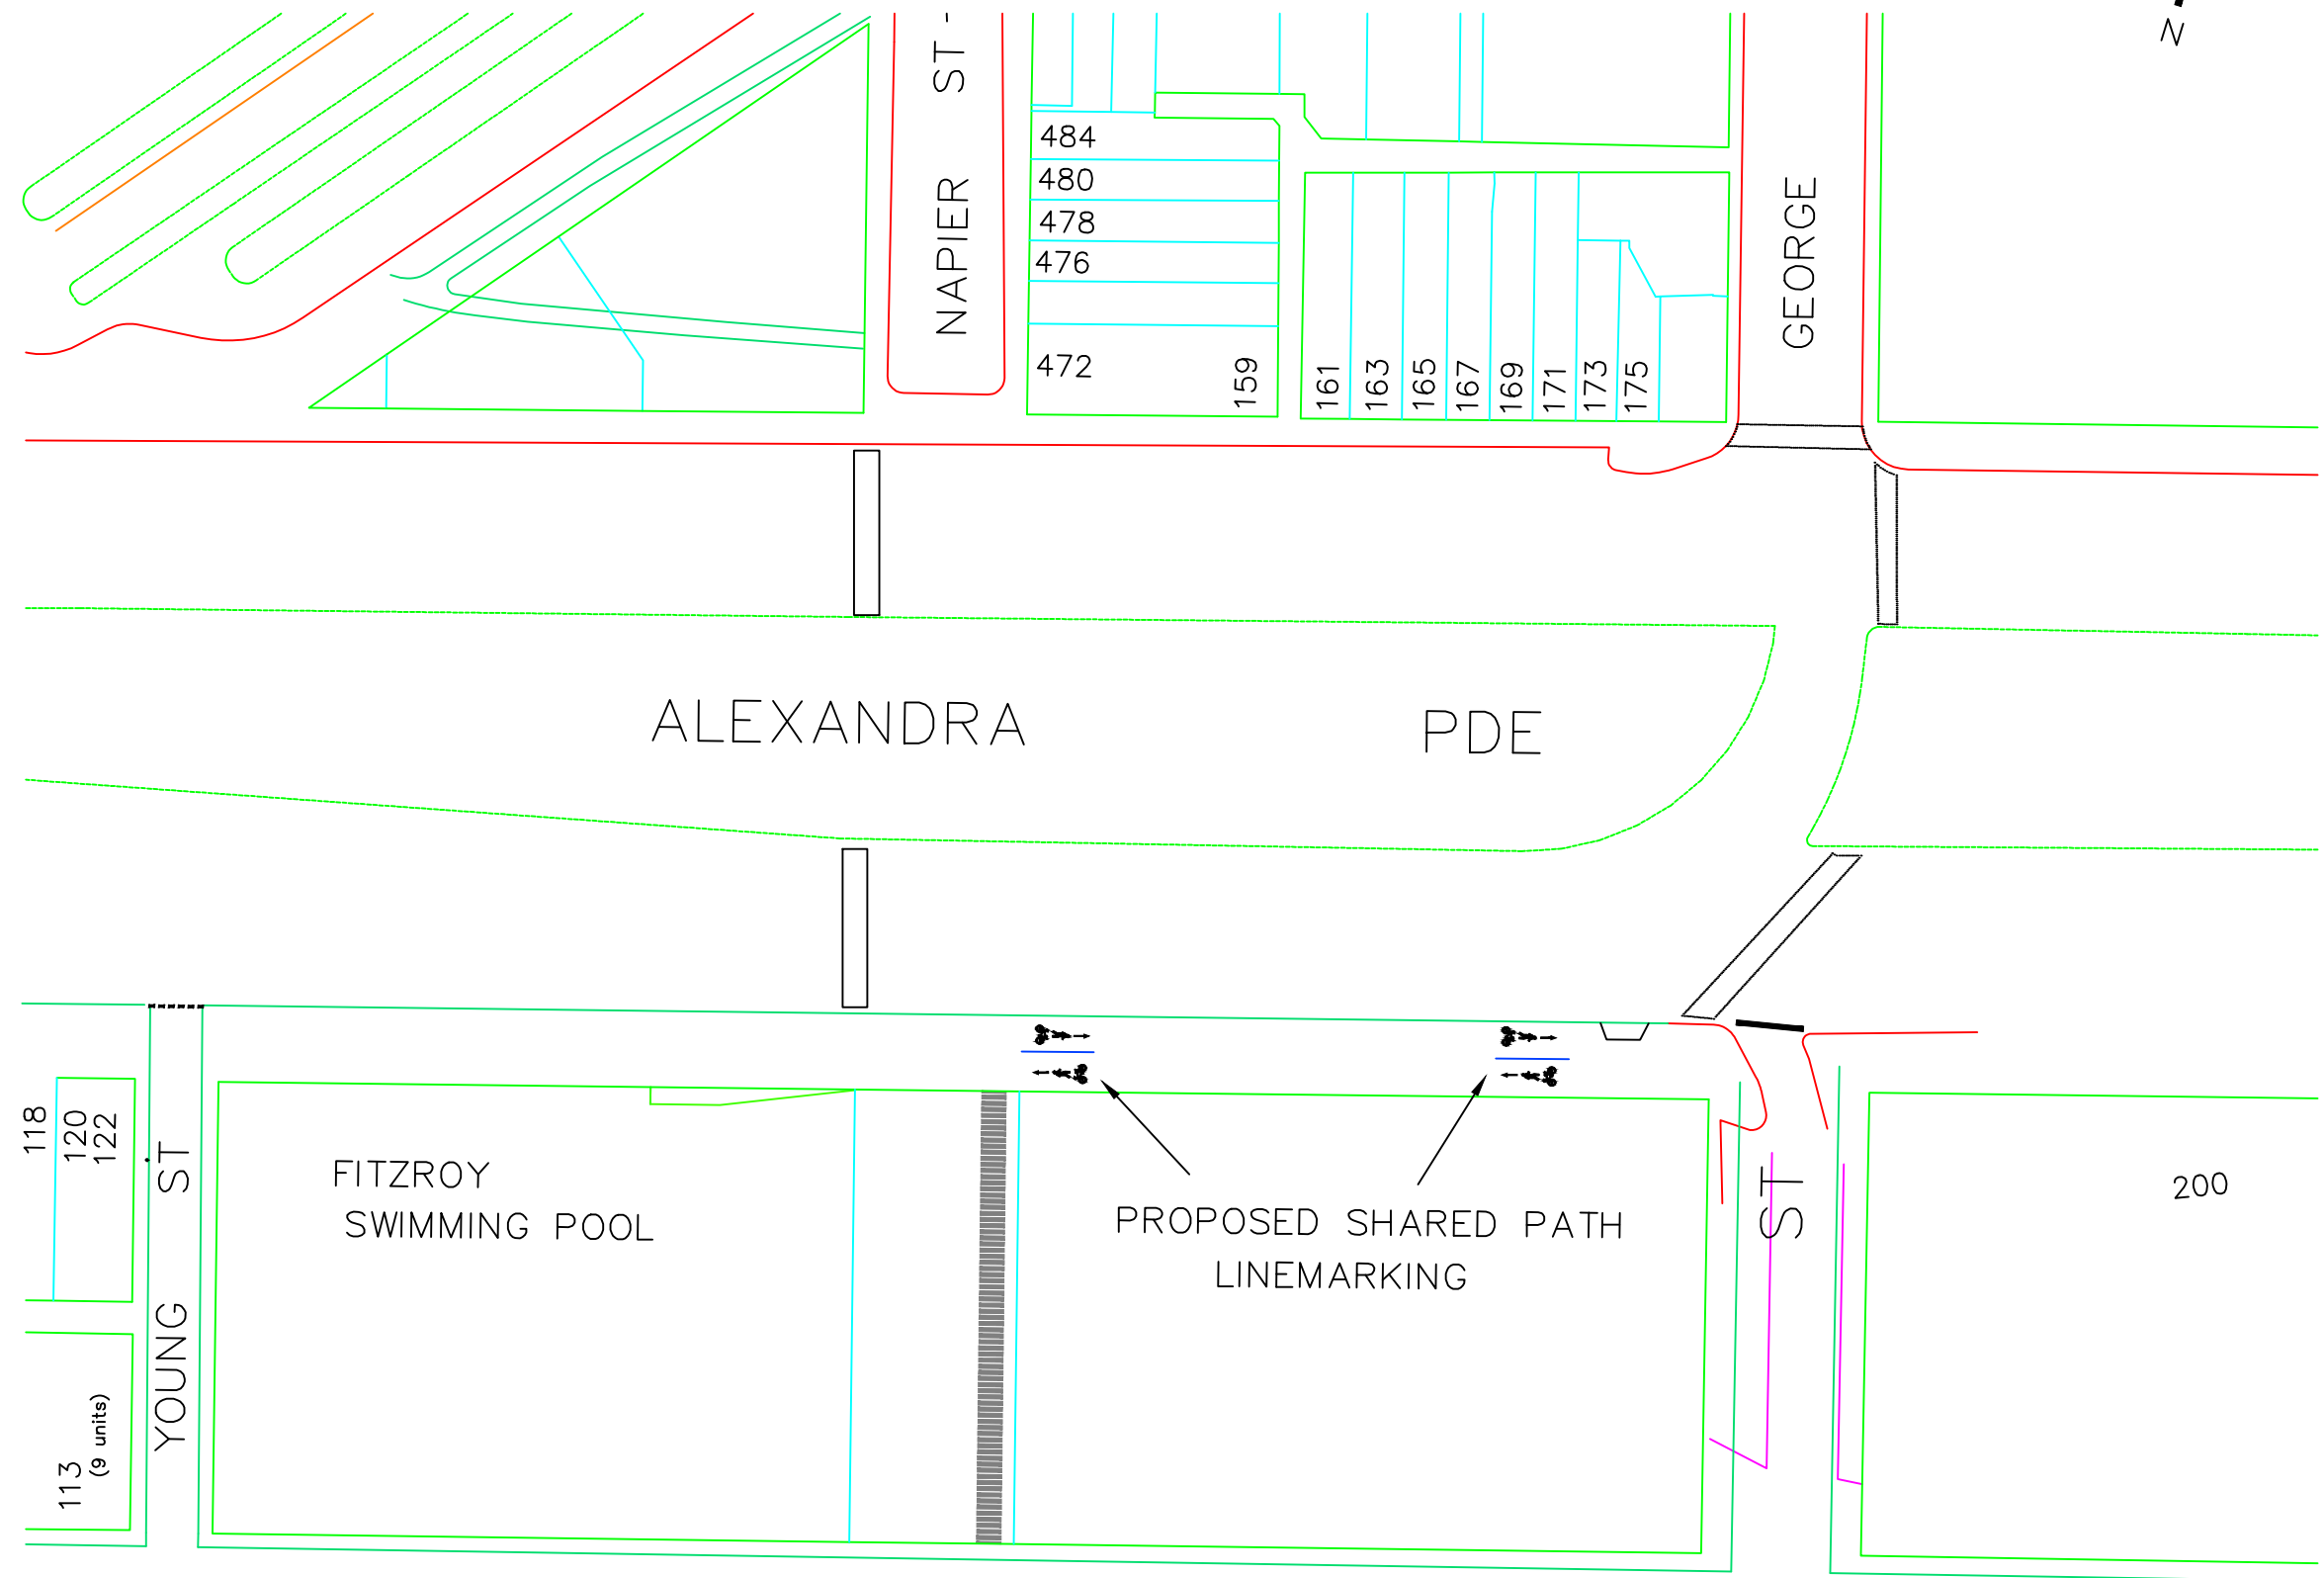 N
NAPIER ST
484
480
478
476
472
159
161
163
165
167
169
171
173
175
GEORGE
ALEXANDRA PDE
118
120
122
YOUNG ST
113
(9 units)
FITZROY
SWIMMING POOL
PROPOSED SHARED PATH
LINEMARKING
ST
200